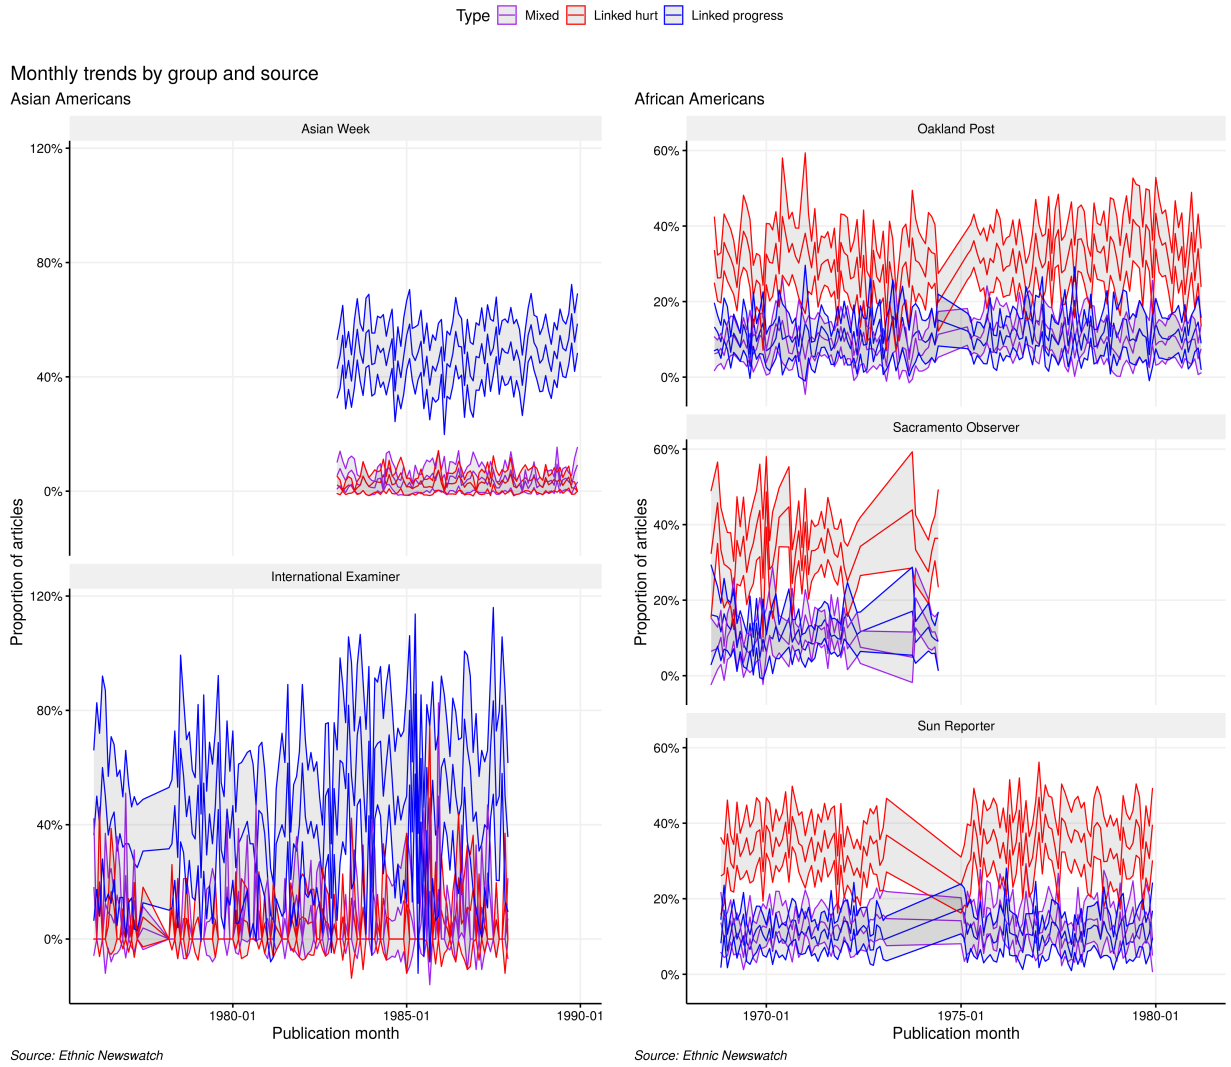 Type Mixed Linked hurt Linked progress
Monthly trends by group and source
Asian Americans
Asian Week
120%
80%
40%
0%
International Examiner
120%
80%
40%
0%
Proportion of articles
1980-01 1985-01 1990-01
Publication month
Source: Ethnic Newswatch
African Americans
Oakland Post
60%
40%
20%
0%
Sacramento Observer
60%
40%
20%
0%
Sun Reporter
60%
40%
20%
0%
Proportion of articles
1970-01 1975-01 1980-01
Publication month
Source: Ethnic Newswatch